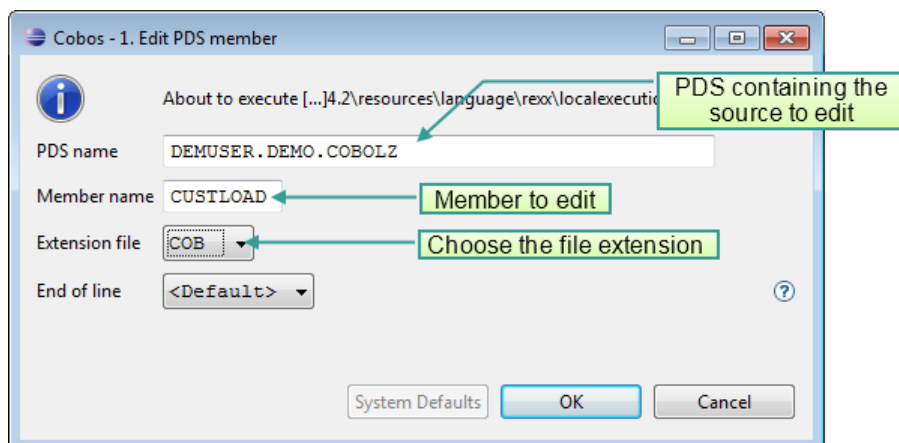 Cobos - 1. Edit PDS member
About to execute [...]4.2\resources\language\rexx\localexecutio
PDS containing the
source to edit
PDS name DEMUSER.DEMO.COBOLZ
Member name CUSTLOAD
Member to edit
Extension file COB
Choose the file extension
End of line <Default>
?
System Defaults OK Cancel